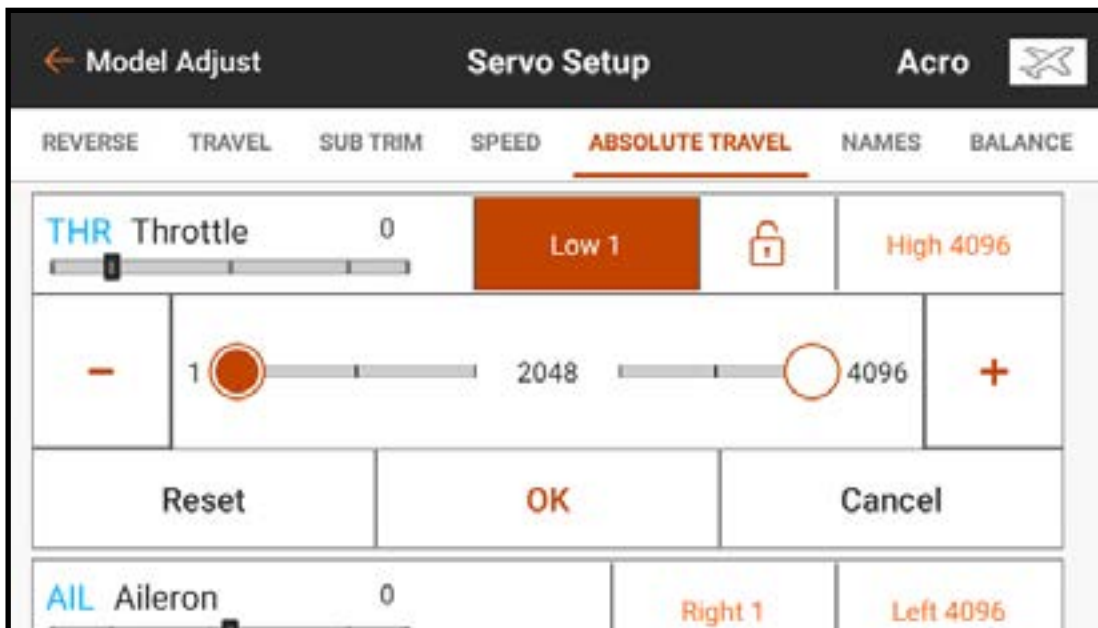 Model Adjust Servo Setup Acro
REVERSE TRAVEL SUB TRIM SPEED ABSOLUTE TRAVEL NAMES BALANCE
THR Throttle 0 Low 1 High 4096
− 1 2048 4096 +
Reset OK Cancel
AIL Aileron 0 Right 1 Left 4096